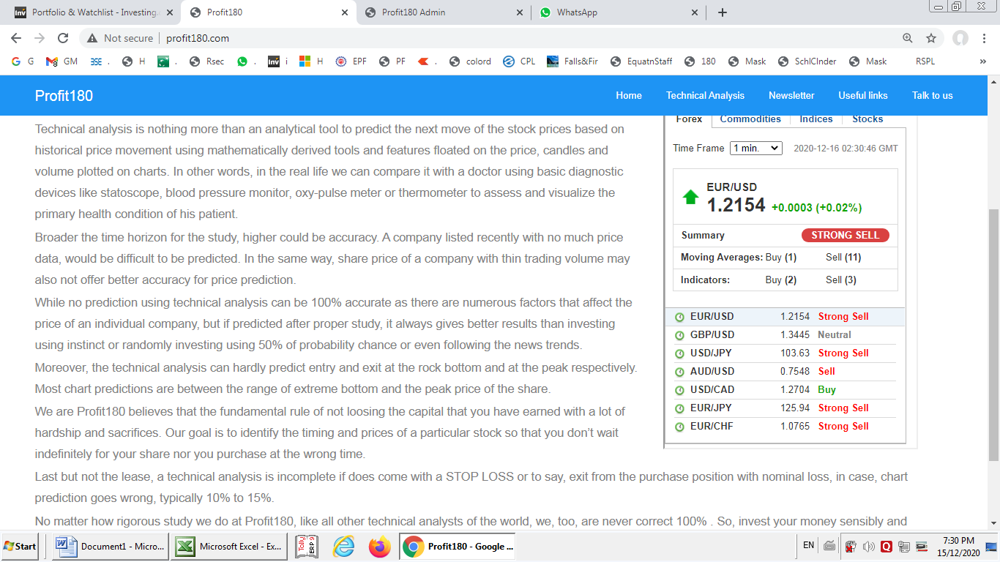 Portfolio & Watchlist - Investing.
Profit180
Profit180 Admin
WhatsApp
Not secure
profit180.com
G G
GM
.
H
.
Rsec
.
Inv i
H
EPF
PF
.
colord
CPL
Falls&Fir
EquatnStaff
180
Mask
SchlCInder
Mask
RSPL
»
Profit180
Home
Technical Analysis
Newsletter
Useful links
Talk to us
Technical analysis is nothing more than an analytical tool to predict the next move of the stock prices based on
historical price movement using mathematically derived tools and features floated on the price, candles and
volume plotted on charts. In other words, in the real life we can compare it with a doctor using basic diagnostic
devices like statoscope, blood pressure monitor, oxy-pulse meter or thermometer to assess and visualize the
primary health condition of his patient.
Broader the time horizon for the study, higher could be accuracy. A company listed recently with no much price
data, would be difficult to be predicted. In the same way, share price of a company with thin trading volume may
also not offer better accuracy for price prediction.
While no prediction using technical analysis can be 100% accurate as there are numerous factors that affect the
price of an individual company, but if predicted after proper study, it always gives better results than investing
using instinct or randomly investing using 50% of probability chance or even following the news trends.
Moreover, the technical analysis can hardly predict entry and exit at the rock bottom and at the peak respectively.
Most chart predictions are between the range of extreme bottom and the peak price of the share.
We are Profit180 believes that the fundamental rule of not loosing the capital that you have earned with a lot of
hardship and sacrifices. Our goal is to identify the timing and prices of a particular stock so that you don't wait
indefinitely for your share nor you purchase at the wrong time.
Last but not the lease, a technical analysis is incomplete if does come with a STOP LOSS or to say, exit from the purchase position with nominal loss, in case, chart
prediction goes wrong, typically 10% to 15%.
No matter how rigorous study we do at Profit180, like all other technical analysts of the world, we, too, are never correct 100% . So, invest your money sensibly and
Forex
Commodities
Indices
Stocks
Time Frame 1 min. 2020-12-16 02:30:46 GMT
EUR/USD
1.2154 +0.0003 (+0.02%)
Summary STRONG SELL
Moving Averages: Buy (1) Sell (11)
Indicators: Buy (2) Sell (3)
EUR/USD 1.2154 Strong Sell
GBP/USD 1.3445 Neutral
USD/JPY 103.63 Strong Sell
AUD/USD 0.7548 Sell
USD/CAD 1.2704 Buy
EUR/JPY 125.94 Strong Sell
EUR/CHF 1.0765 Strong Sell
Start
Document1 - Micro...
Microsoft Excel - Ex...
Tally ERP 9
Profit180 - Google ...
EN
7:30 PM
15/12/2020